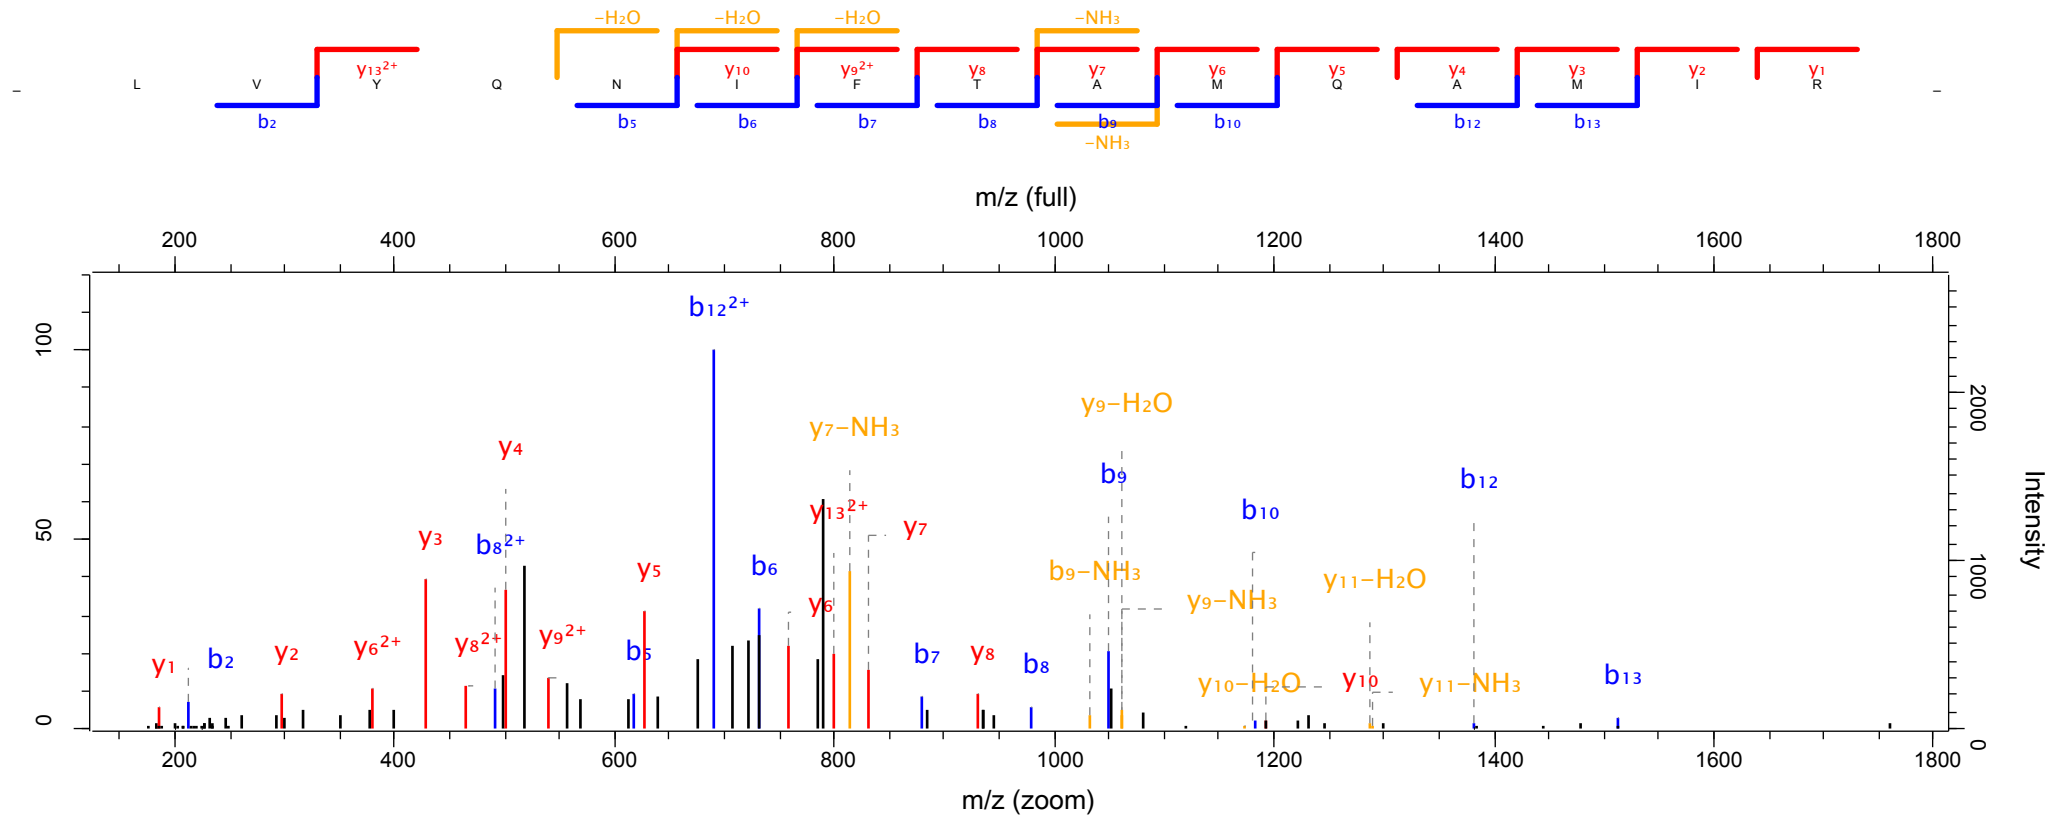 –H₂O –H₂O –H₂O –NH₃
y₁₃²⁺ y₁₀ y₉²⁺ y₈ y₇ y₆ y₅ y₄ y₃ y₂ y₁
_ L V Y Q N I F T A M Q A M I R _
b₂ b₅ b₆ b₇ b₈ b₉ b₁₀ b₁₂ b₁₃
–NH₃
m/z (full)
200 400 600 800 1000 1200 1400 1600 1800
b₁₂²⁺
100
y₉–H₂O
2000
y₇–NH₃
y₄
b₉
b₁₂
y₁₃²⁺
b₁₀
y₇
y₃
50
b₈²⁺
Intensity
y₅
b₆
b₉–NH₃
1000
y₁₁–H₂O
y₆
y₉–NH₃
y₉²⁺
y₆²⁺
y₈²⁺
y₂
b₅
b₇
y₈
y₁
b₂
b₈
b₁₃
y₁₀–H₂O
y₁₀
y₁₁–NH₃
0
0
200 400 600 800 1000 1200 1400 1600 1800
m/z (zoom)